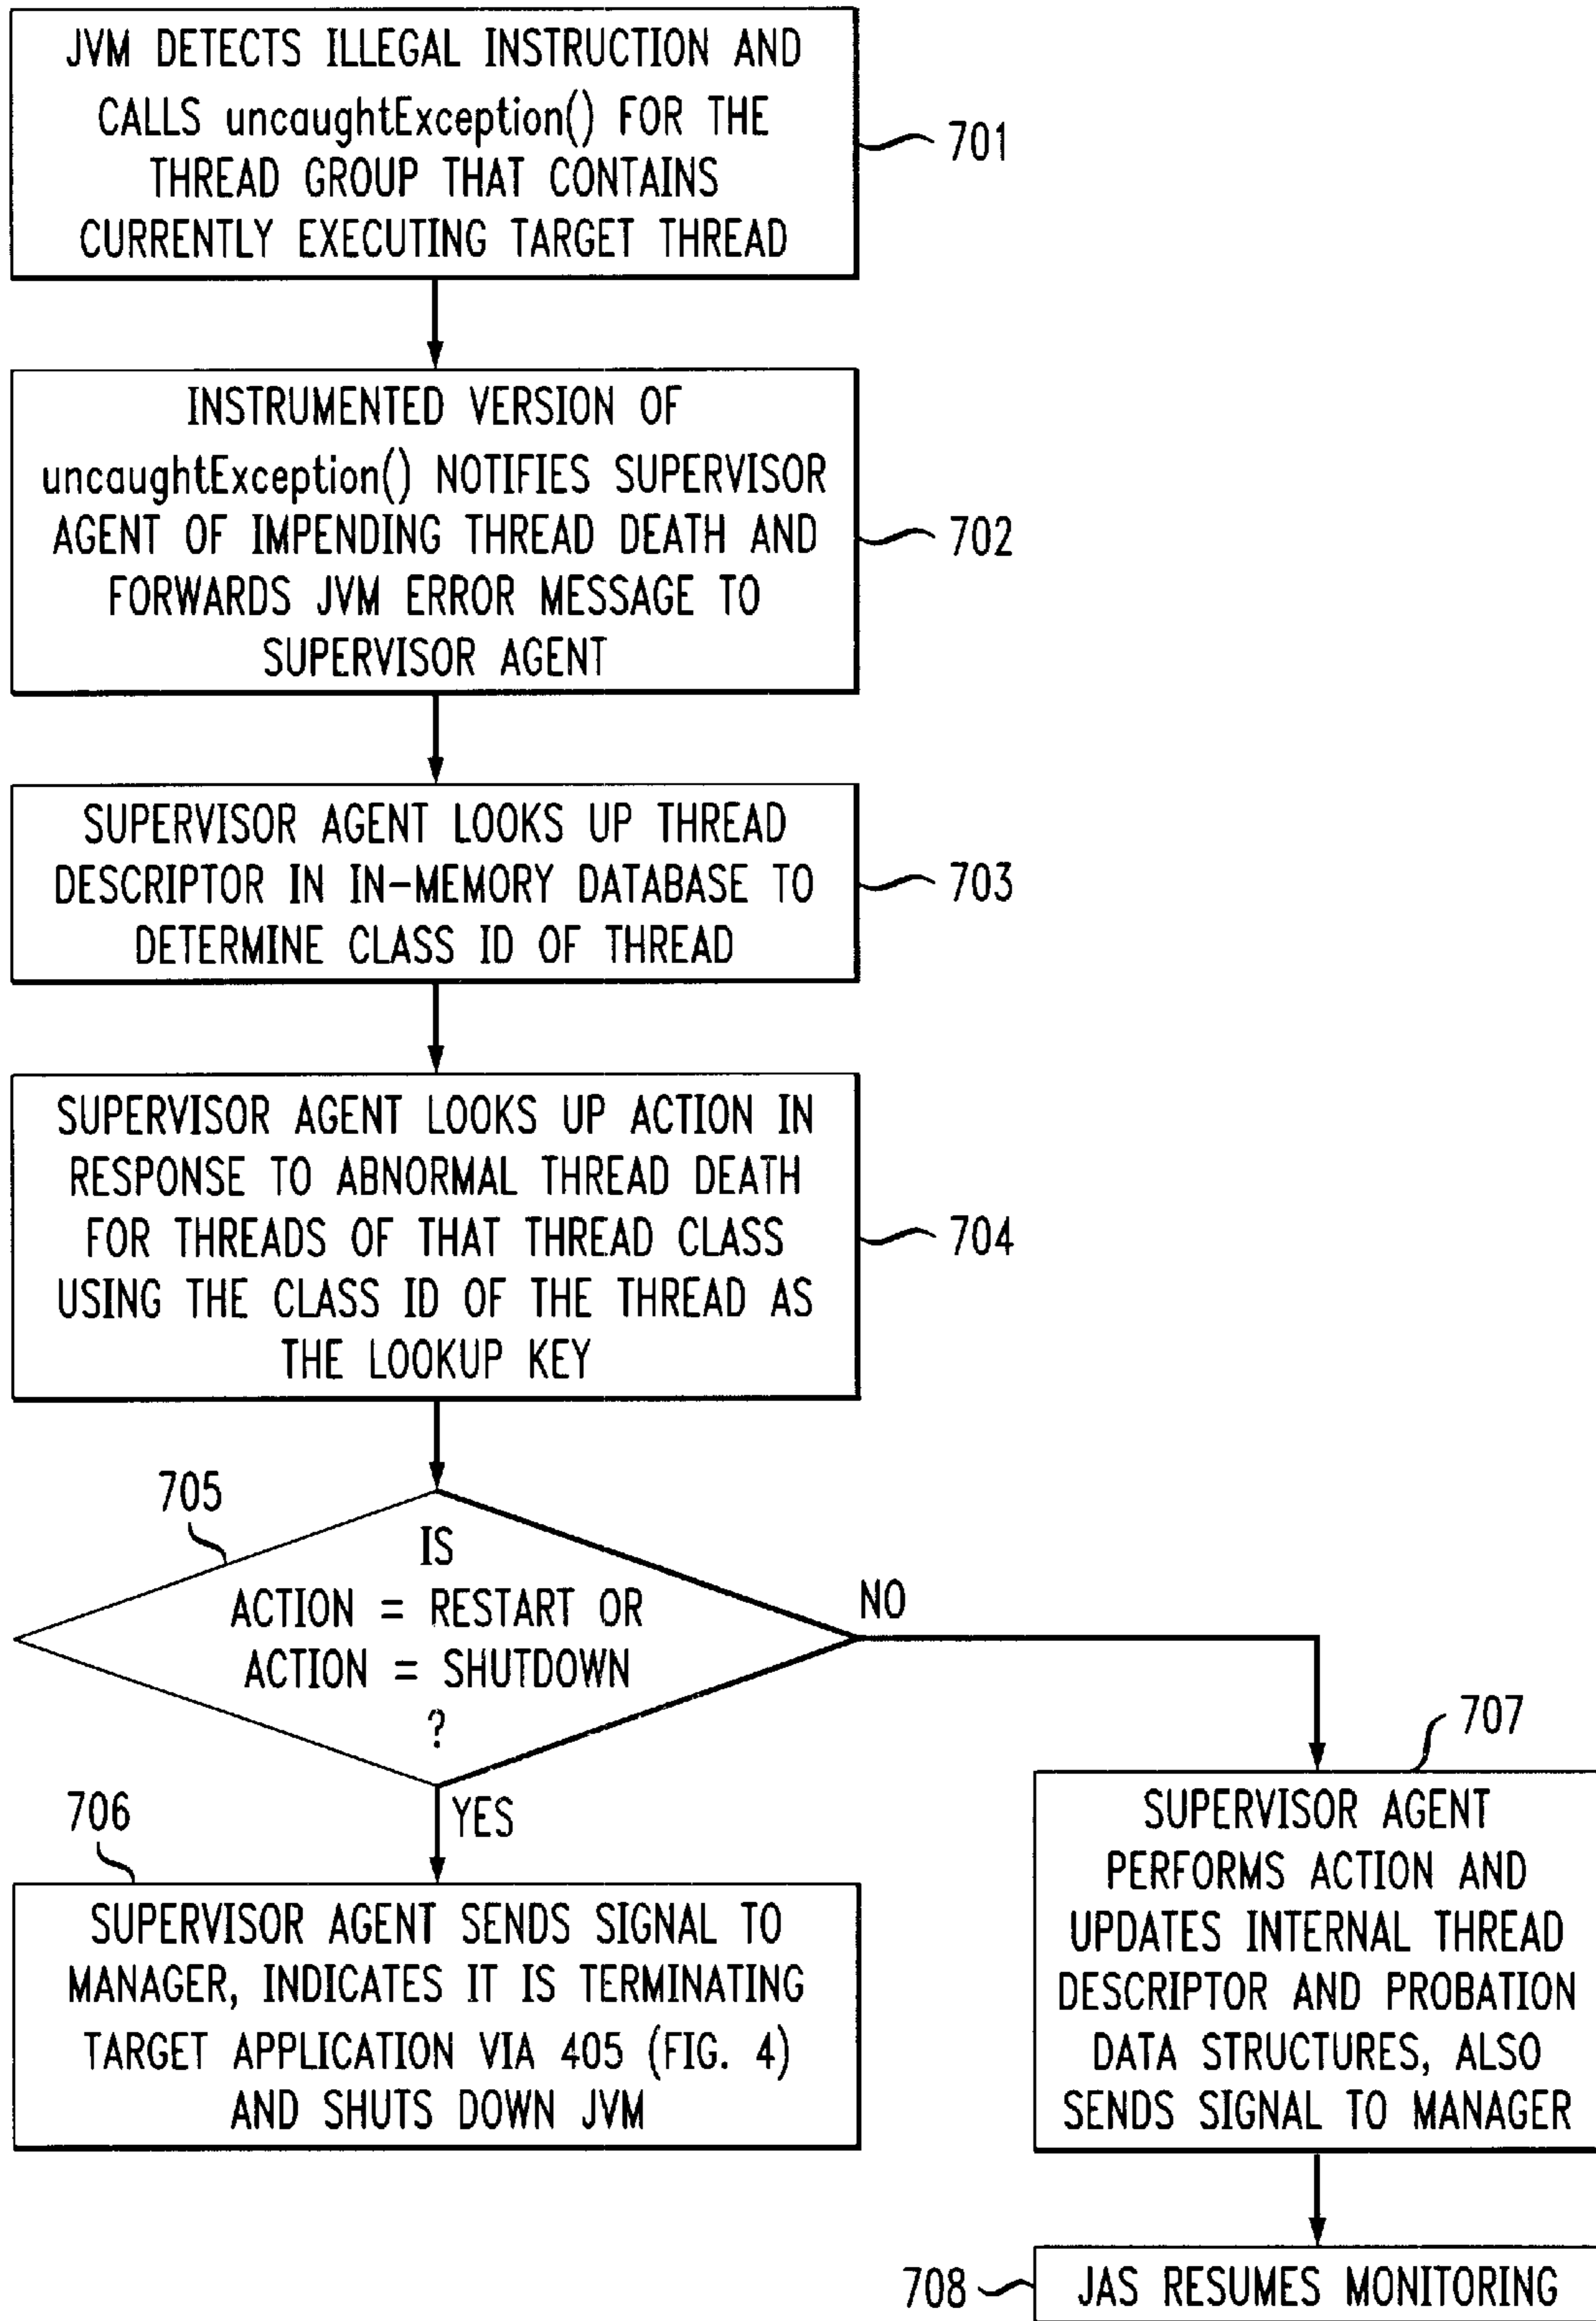 JVM DETECTS ILLEGAL INSTRUCTION AND
CALLS uncaughtException() FOR THE
THREAD GROUP THAT CONTAINS
CURRENTLY EXECUTING TARGET THREAD
701
INSTRUMENTED VERSION OF
uncaughtException() NOTIFIES SUPERVISOR
AGENT OF IMPENDING THREAD DEATH AND
FORWARDS JVM ERROR MESSAGE TO
SUPERVISOR AGENT
702
SUPERVISOR AGENT LOOKS UP THREAD
DESCRIPTOR IN IN-MEMORY DATABASE TO
DETERMINE CLASS ID OF THREAD
703
SUPERVISOR AGENT LOOKS UP ACTION IN
RESPONSE TO ABNORMAL THREAD DEATH
FOR THREADS OF THAT THREAD CLASS
USING THE CLASS ID OF THE THREAD AS
THE LOOKUP KEY
704
705
IS
ACTION = RESTART OR
ACTION = SHUTDOWN
?
NO
YES
706
SUPERVISOR AGENT SENDS SIGNAL TO
MANAGER, INDICATES IT IS TERMINATING
TARGET APPLICATION VIA 405 (FIG. 4)
AND SHUTS DOWN JVM
707
SUPERVISOR AGENT
PERFORMS ACTION AND
UPDATES INTERNAL THREAD
DESCRIPTOR AND PROBATION
DATA STRUCTURES, ALSO
SENDS SIGNAL TO MANAGER
708
JAS RESUMES MONITORING